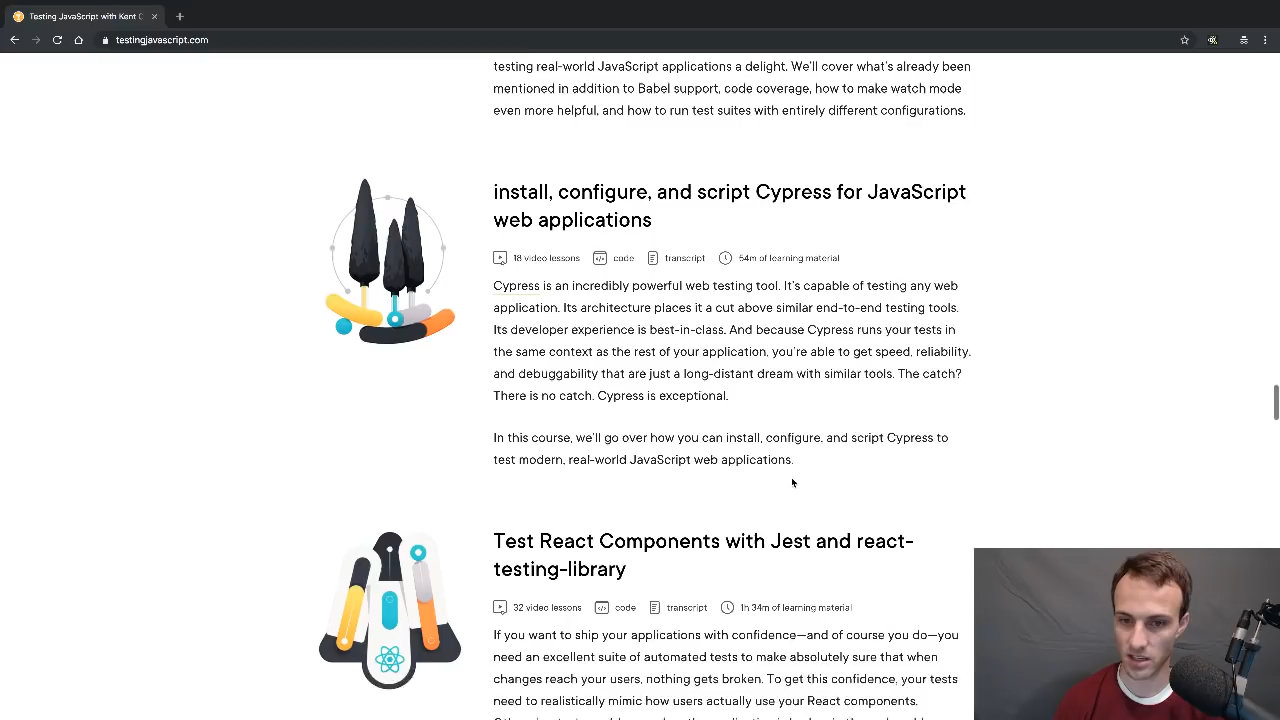 Testing JavaScript with Kent C
testingjavascript.com
testing real-world JavaScript applications a delight. We'll cover what's already been
mentioned in addition to Babel support, code coverage, how to make watch mode
even more helpful, and how to run test suites with entirely different configurations.
install, configure, and script Cypress for JavaScript
web applications
18 video lessons code transcript 54m of learning material
Cypress is an incredibly powerful web testing tool. It's capable of testing any web
application. Its architecture places it a cut above similar end-to-end testing tools.
Its developer experience is best-in-class. And because Cypress runs your tests in
the same context as the rest of your application, you're able to get speed, reliability,
and debuggability that are just a long-distant dream with similar tools. The catch?
There is no catch. Cypress is exceptional.
In this course, we'll go over how you can install, configure, and script Cypress to
test modern, real-world JavaScript web applications.
Test React Components with Jest and react-
testing-library
32 video lessons code transcript 1h 34m of learning material
If you want to ship your applications with confidence—and of course you do—you
need an excellent suite of automated tests to make absolutely sure that when
changes reach your users, nothing gets broken. To get this confidence, your tests
need to realistically mimic how users actually use your React components.